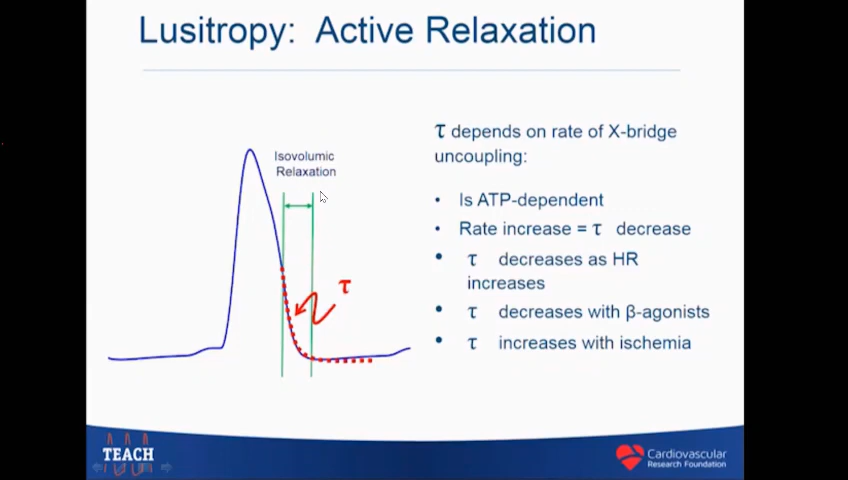 Lusitropy: Active Relaxation
Isovolumic
Relaxation
τ
τ depends on rate of X-bridge
uncoupling:
• Is ATP-dependent
• Rate increase = τ decrease
• τ decreases as HR
increases
• τ decreases with β-agonists
• τ increases with ischemia
TEACH
Cardiovascular
Research Foundation